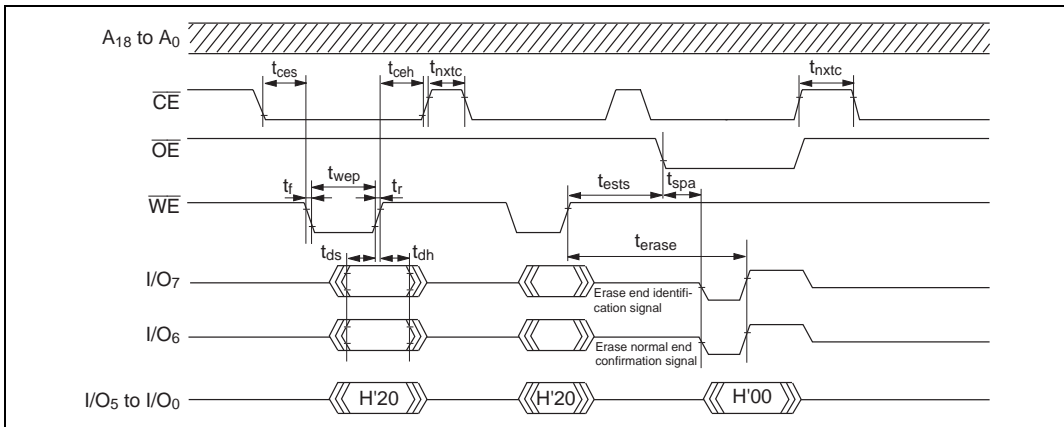 A18 to A0
tces
tceh
tnxtc
tnxtc
CE
OE
twep
tests
tspa
tf
tr
WE
terase
tds
tdh
I/O7
Erase end identifi-
cation signal
I/O6
Erase normal end
confirmation signal
I/O5 to I/O0
H'20
H'20
H'00